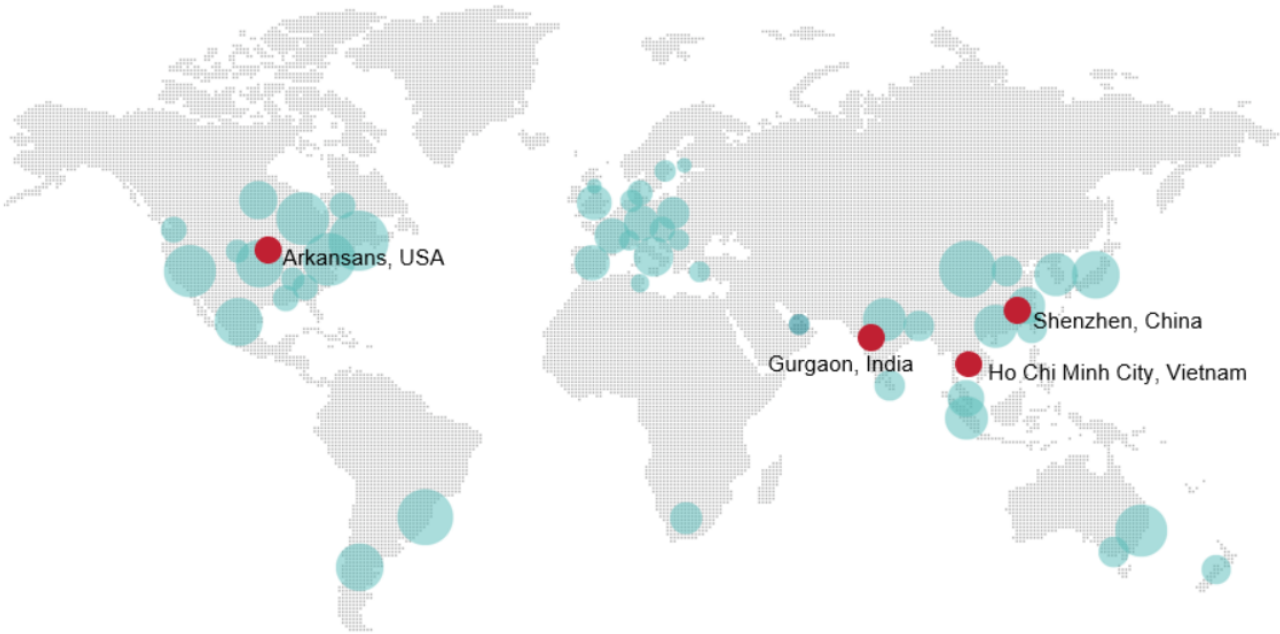 Arkansans, USA
Shenzhen, China
Gurgaon, India
Ho Chi Minh City, Vietnam